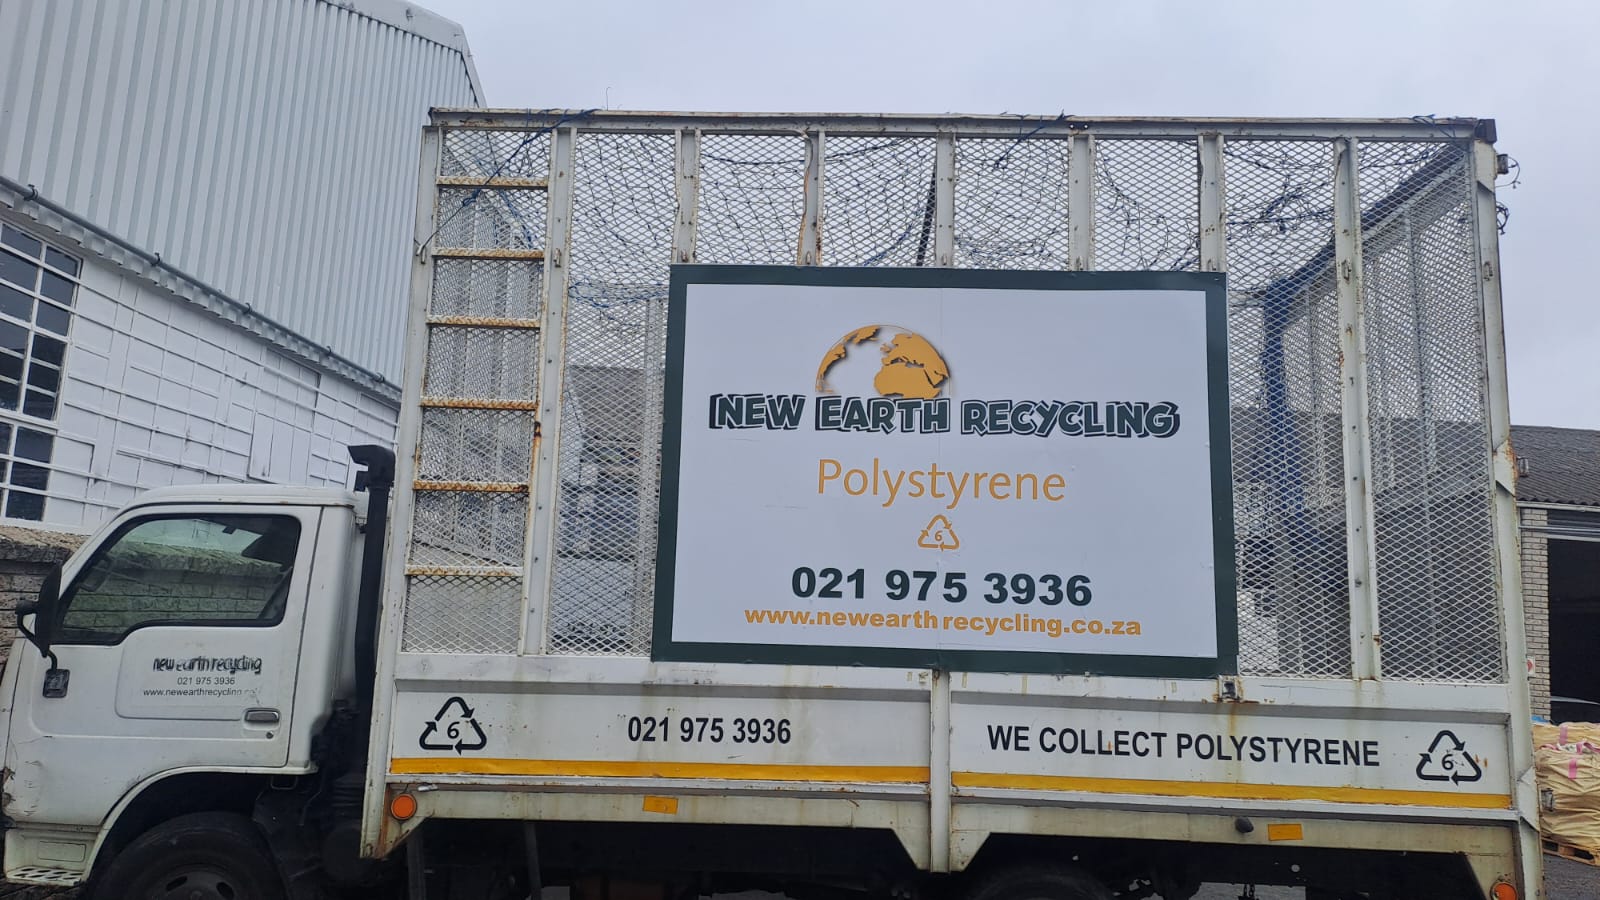 NEW EARTH RECYCLING
Polystyrene
6
021 975 3936
www.newearthrecycling.co.za
new earth recycling
021 975 3936
6
021 975 3936
WE COLLECT POLYSTYRENE
6